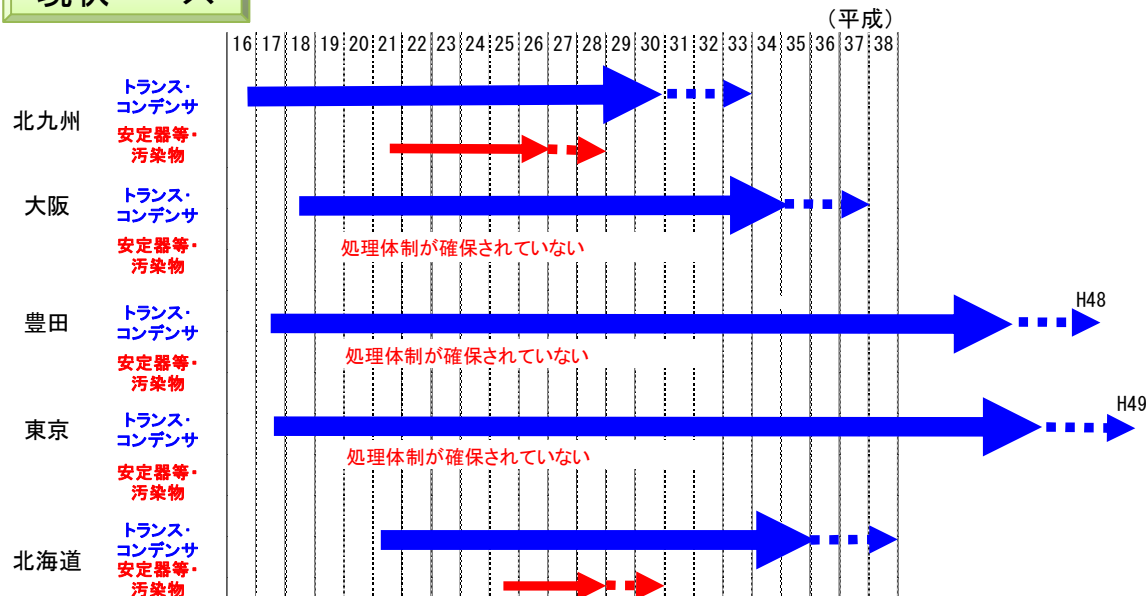 （平成）
16 17 18 19 20 21 22 23 24 25 26 27 28 29 30 31 32 33 34 35 36 37 38
北九州
トランス・
コンデンサ
安定器等・
汚染物
大阪
トランス・
コンデンサ
安定器等・
汚染物
処理体制が確保されていない
豊田
トランス・
コンデンサ
H48
安定器等・
汚染物
処理体制が確保されていない
東京
トランス・
コンデンサ
H49
安定器等・
汚染物
処理体制が確保されていない
北海道
トランス・
コンデンサ
安定器等・
汚染物